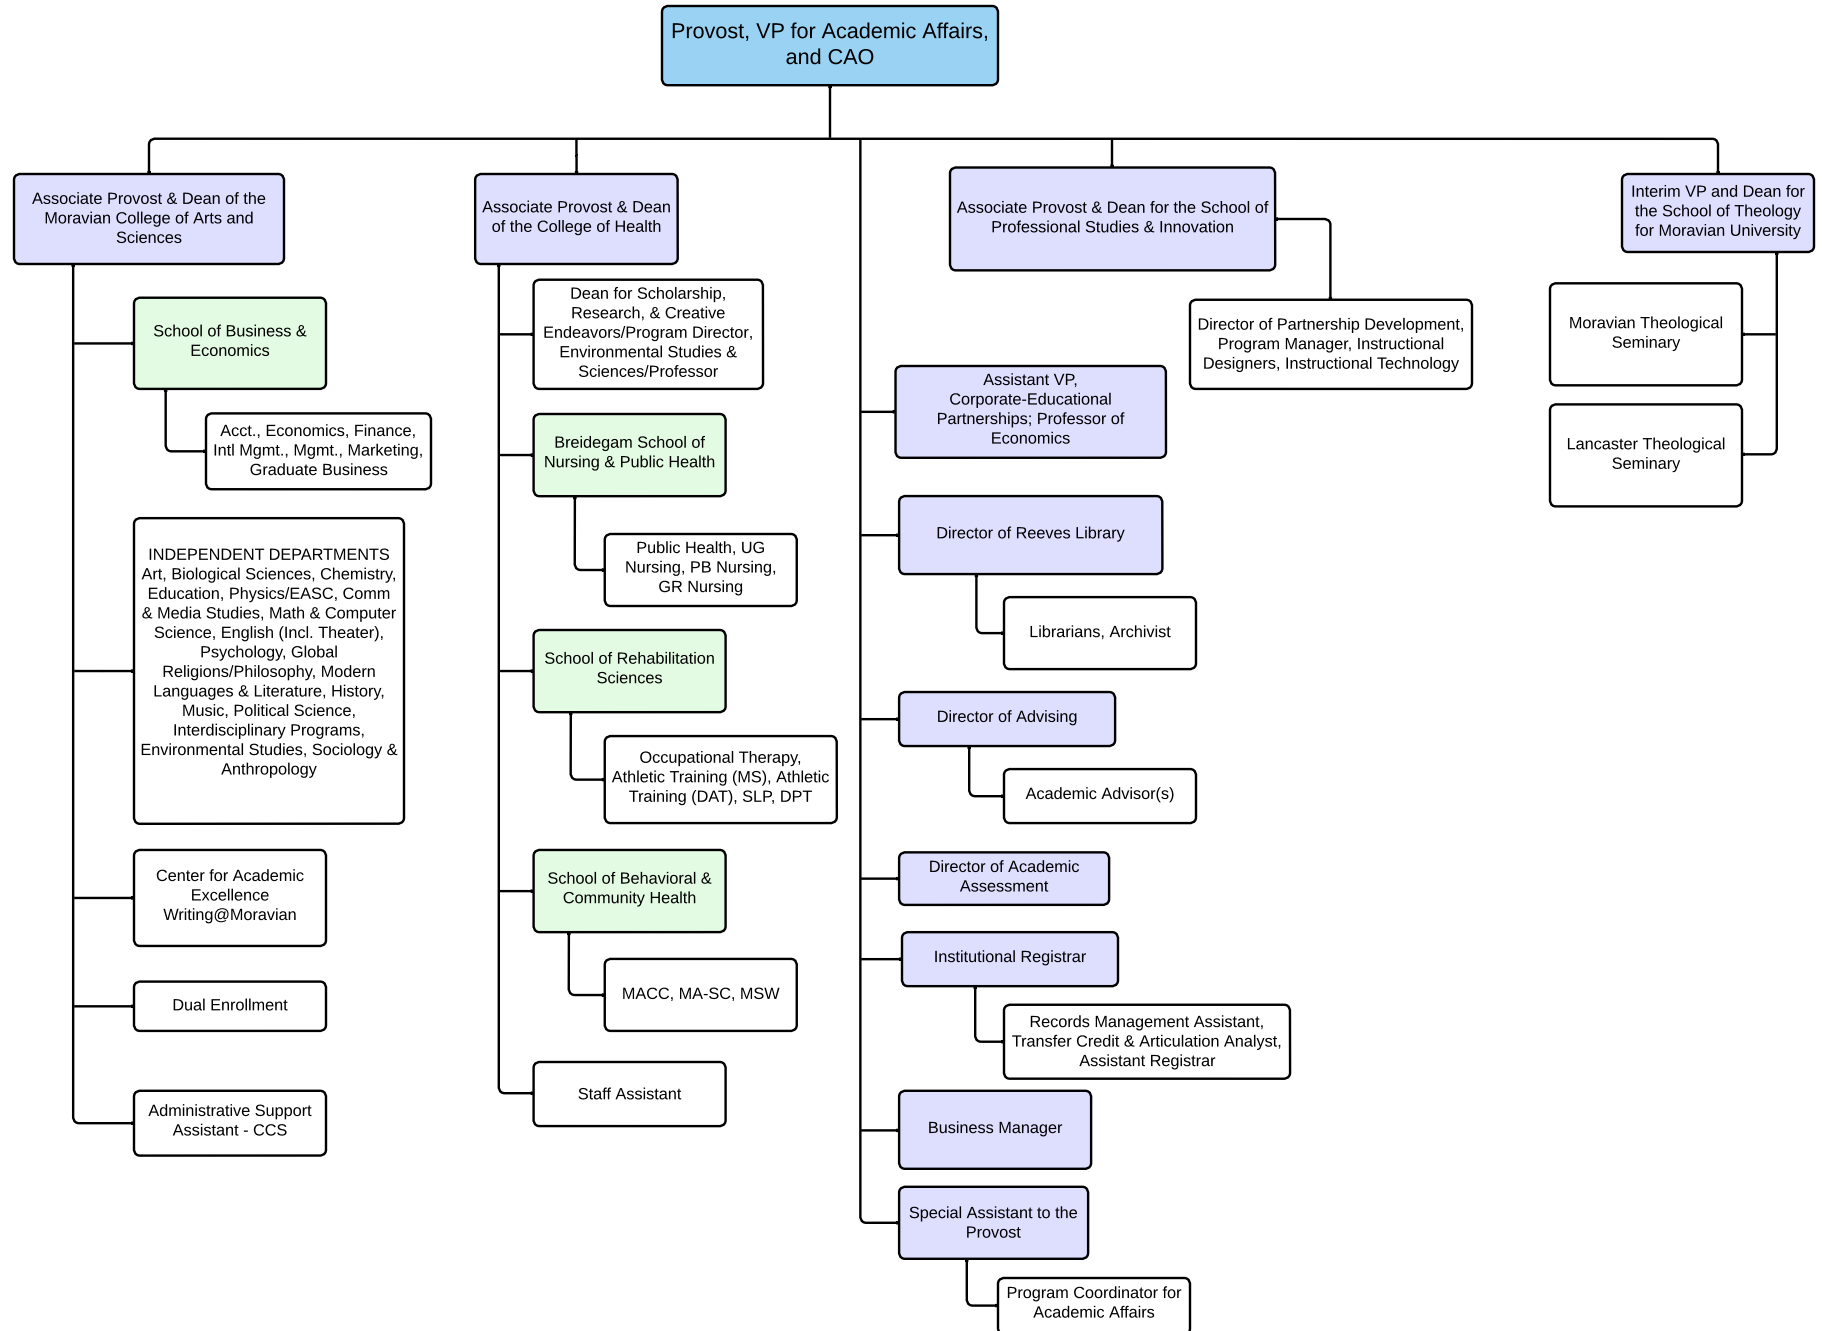 Provost, VP for Academic Affairs,
and CAO
Associate Provost & Dean of the
Moravian College of Arts and
Sciences
School of Business &
Economics
Acct., Economics, Finance,
Intl Mgmt., Mgmt., Marketing,
Graduate Business
INDEPENDENT DEPARTMENTS
Art, Biological Sciences, Chemistry,
Education, Physics/EASC, Comm
& Media Studies, Math & Computer
Science, English (Incl. Theater),
Psychology, Global
Religions/Philosophy, Modern
Languages & Literature, History,
Music, Political Science,
Interdisciplinary Programs,
Environmental Studies, Sociology &
Anthropology
Center for Academic
Excellence
Writing@Moravian
Dual Enrollment
Administrative Support
Assistant - CCS
Associate Provost & Dean
of the College of Health
Dean for Scholarship,
Research, & Creative
Endeavors/Program Director,
Environmental Studies &
Sciences/Professor
Breidegam School of
Nursing & Public Health
Public Health, UG
Nursing, PB Nursing,
GR Nursing
School of Rehabilitation
Sciences
Occupational Therapy,
Athletic Training (MS), Athletic
Training (DAT), SLP, DPT
School of Behavioral &
Community Health
MACC, MA-SC, MSW
Staff Assistant
Associate Provost & Dean for the School of
Professional Studies & Innovation
Director of Partnership Development,
Program Manager, Instructional
Designers, Instructional Technology
Assistant VP,
Corporate-Educational
Partnerships; Professor of
Economics
Director of Reeves Library
Librarians, Archivist
Director of Advising
Academic Advisor(s)
Director of Academic
Assessment
Institutional Registrar
Records Management Assistant,
Transfer Credit & Articulation Analyst,
Assistant Registrar
Business Manager
Special Assistant to the
Provost
Program Coordinator for
Academic Affairs
Interim VP and Dean for
the School of Theology
for Moravian University
Moravian Theological
Seminary
Lancaster Theological
Seminary